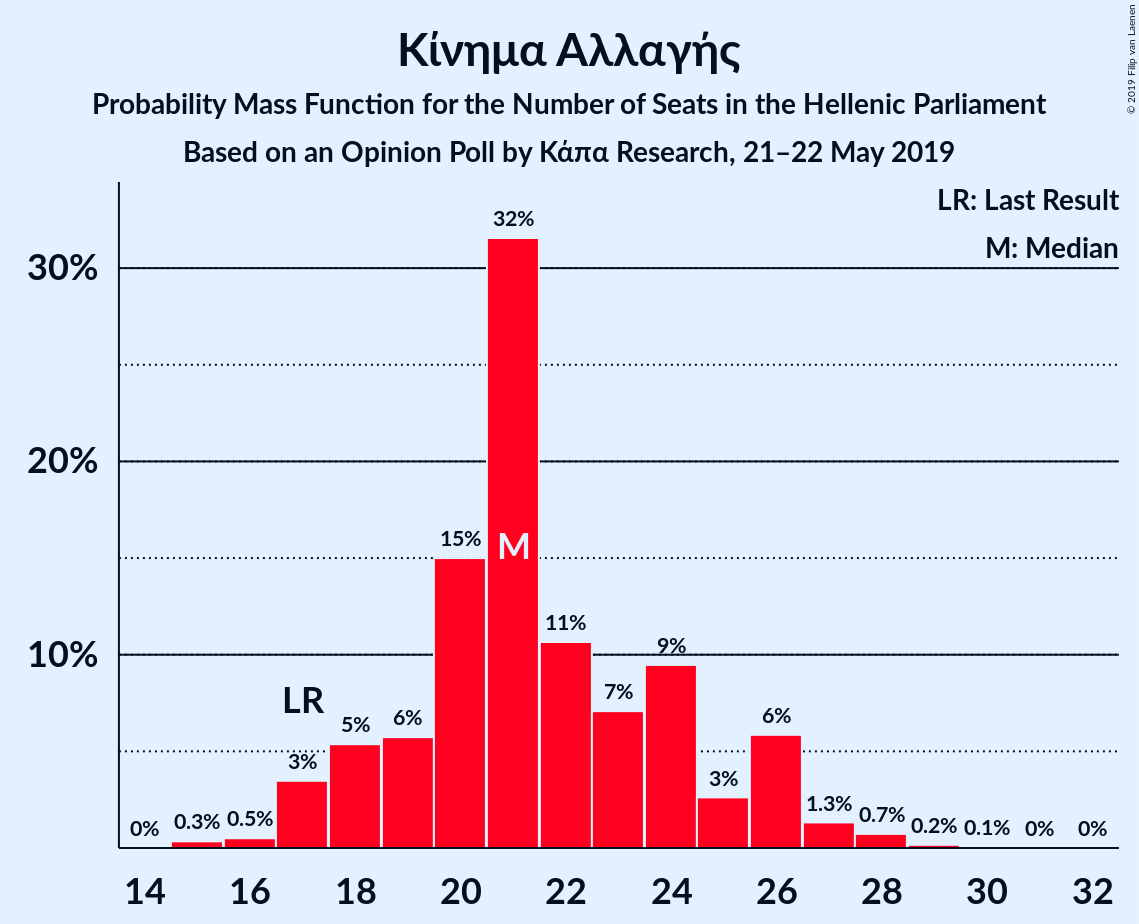 Κίνημα Αλλαγής
Probability Mass Function for the Number of Seats in the Hellenic Parliament
Based on an Opinion Poll by Κάπα Research, 21–22 May 2019
© 2019 Filip van Laenen
LR: Last Result
M: Median
30%
20%
10%
0%
0.3%
0.5%
3%
LR
5%
6%
15%
32%
M
11%
7%
9%
3%
6%
1.3%
0.7%
0.2%
0.1%
0%
0%
14 16 18 20 22 24 26 28 30 32